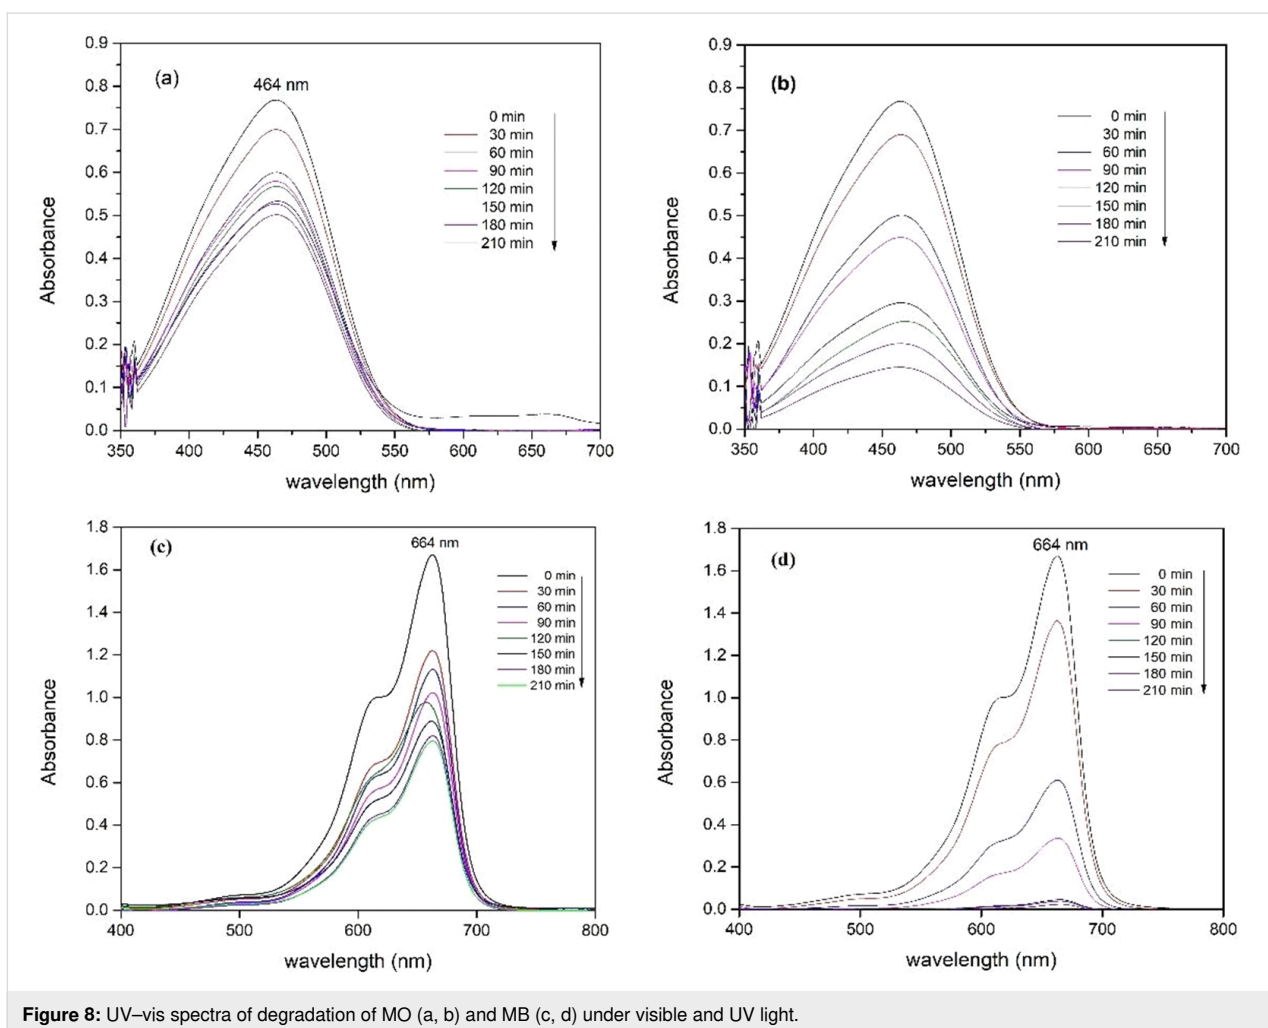 (a)
464 nm
0.9
0.8
0.7
0.6
0.5
0.4
0.3
0.2
0.1
0.0
Absorbance
0 min
30 min
60 min
90 min
120 min
150 min
180 min
210 min
350 400 450 500 550 600 650 700
wavelength (nm)
(b)
0.9
0.8
0.7
0.6
0.5
0.4
0.3
0.2
0.1
0.0
Absorbance
0 min
30 min
60 min
90 min
120 min
150 min
180 min
210 min
350 400 450 500 550 600 650 700
wavelength (nm)
(c)
664 nm
1.8
1.6
1.4
1.2
1.0
0.8
0.6
0.4
0.2
0.0
Absorbance
0 min
30 min
60 min
90 min
120 min
150 min
180 min
210 min
400 500 600 700 800
wavelength (nm)
(d)
664 nm
1.8
1.6
1.4
1.2
1.0
0.8
0.6
0.4
0.2
0.0
Absorbance
0 min
30 min
60 min
90 min
120 min
150 min
180 min
210 min
400 500 600 700 800
wavelength (nm)
Figure 8: UV–vis spectra of degradation of MO (a, b) and MB (c, d) under visible and UV light.